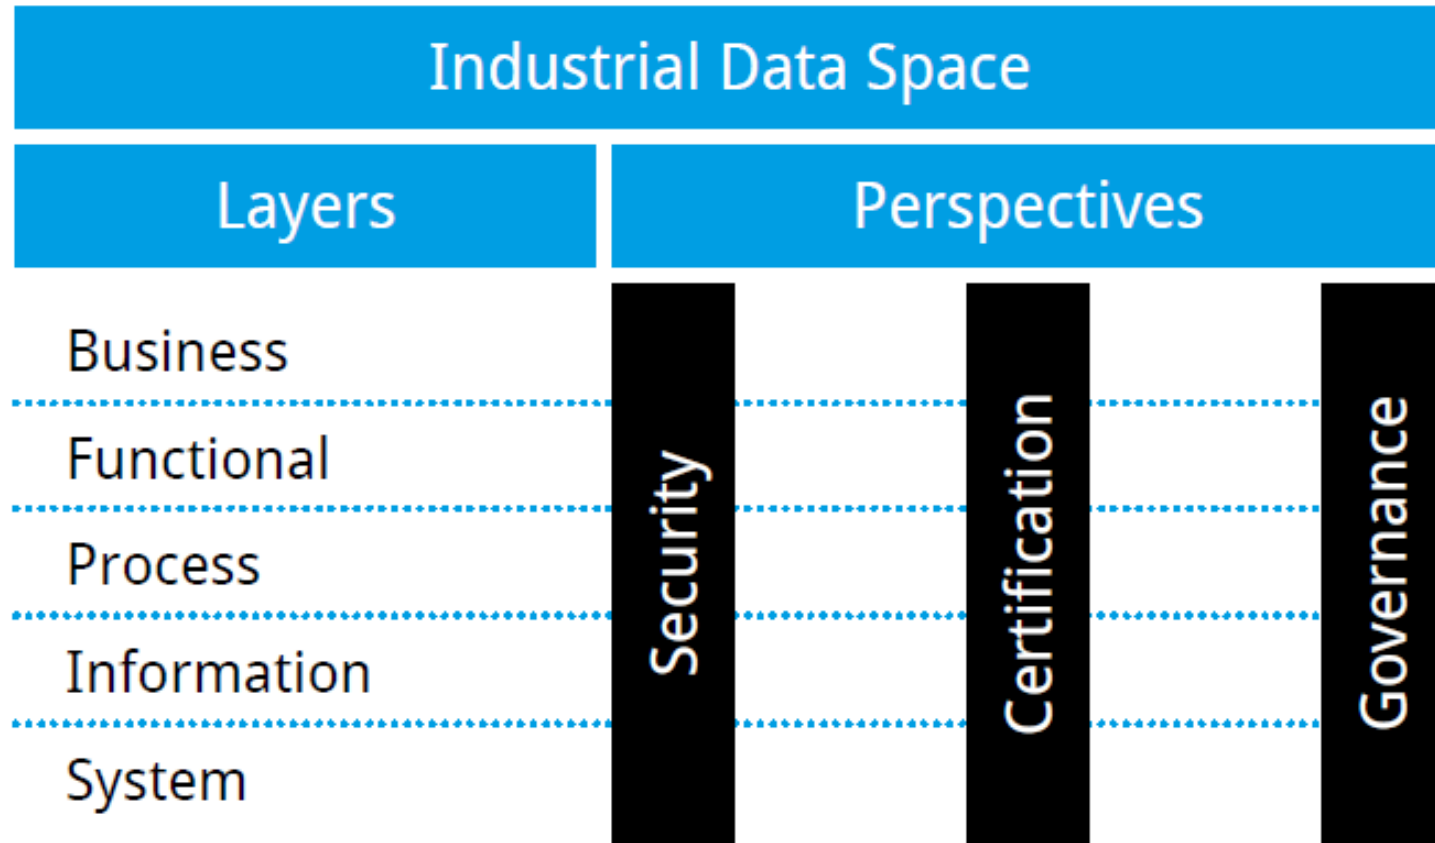 Industrial Data Space
Layers
Perspectives
Business
Functional
Process
Information
System
Security
Certification
Governance